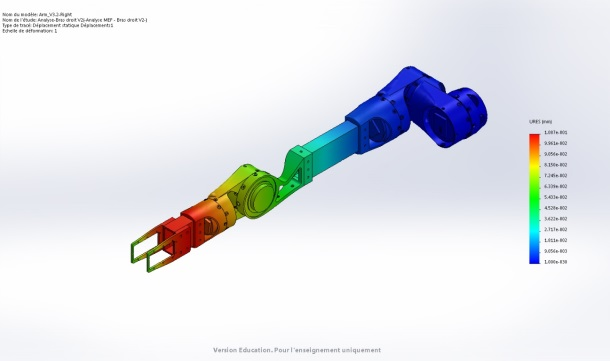 Nom du modèle: Arm_V3.2-Right
Nom de l'étude: Analyse-Bras droit V2(-Analyse MEF - Bras droit V2-)
Type de tracé: Déplacement statique Déplacements1
Echelle de déformation: 1
URES (mm)
1.087e-001
9.961e-002
9.056e-002
8.150e-002
7.245e-002
6.339e-002
5.433e-002
4.528e-002
3.622e-002
2.717e-002
1.811e-002
9.056e-003
1.000e-030
Version Education. Pour l'enseignement uniquement